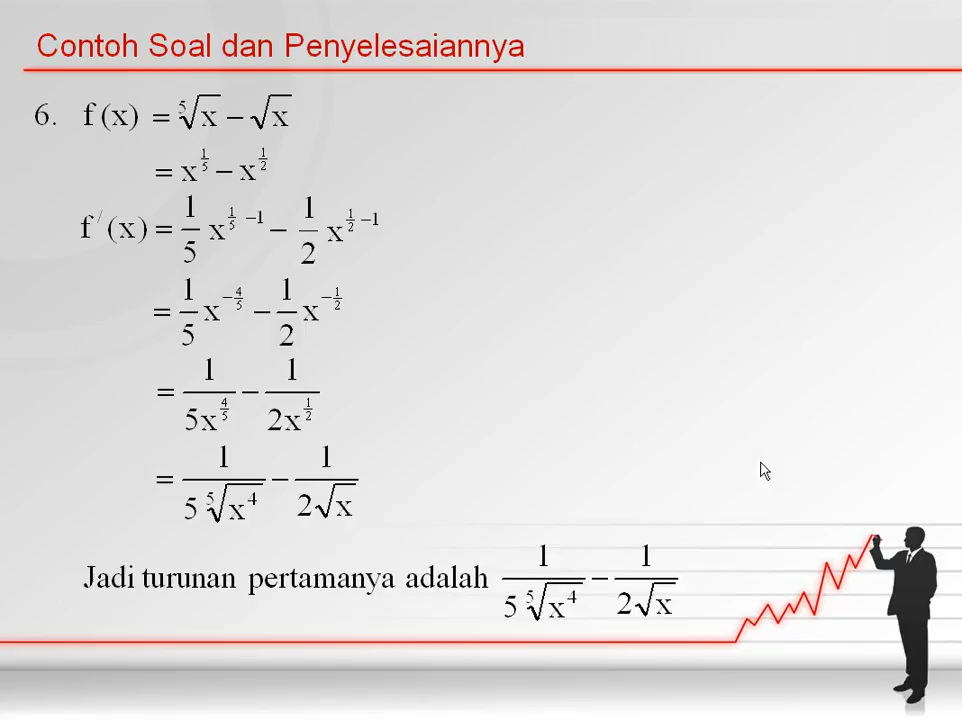 Contoh Soal dan Penyelesaiannya
6. f(x) = ⁵√x − √x
= x^(1/5) − x^(1/2)
f′(x) = 1/5 x^(1/5 −1) − 1/2 x^(1/2 −1)
= 1/5 x^(−4/5) − 1/2 x^(−1/2)
= 1/(5x^(4/5)) − 1/(2x^(1/2))
= 1/(5 ⁵√(x⁴)) − 1/(2√x)
Jadi turunan pertamanya adalah 1/(5 ⁵√(x⁴)) − 1/(2√x)